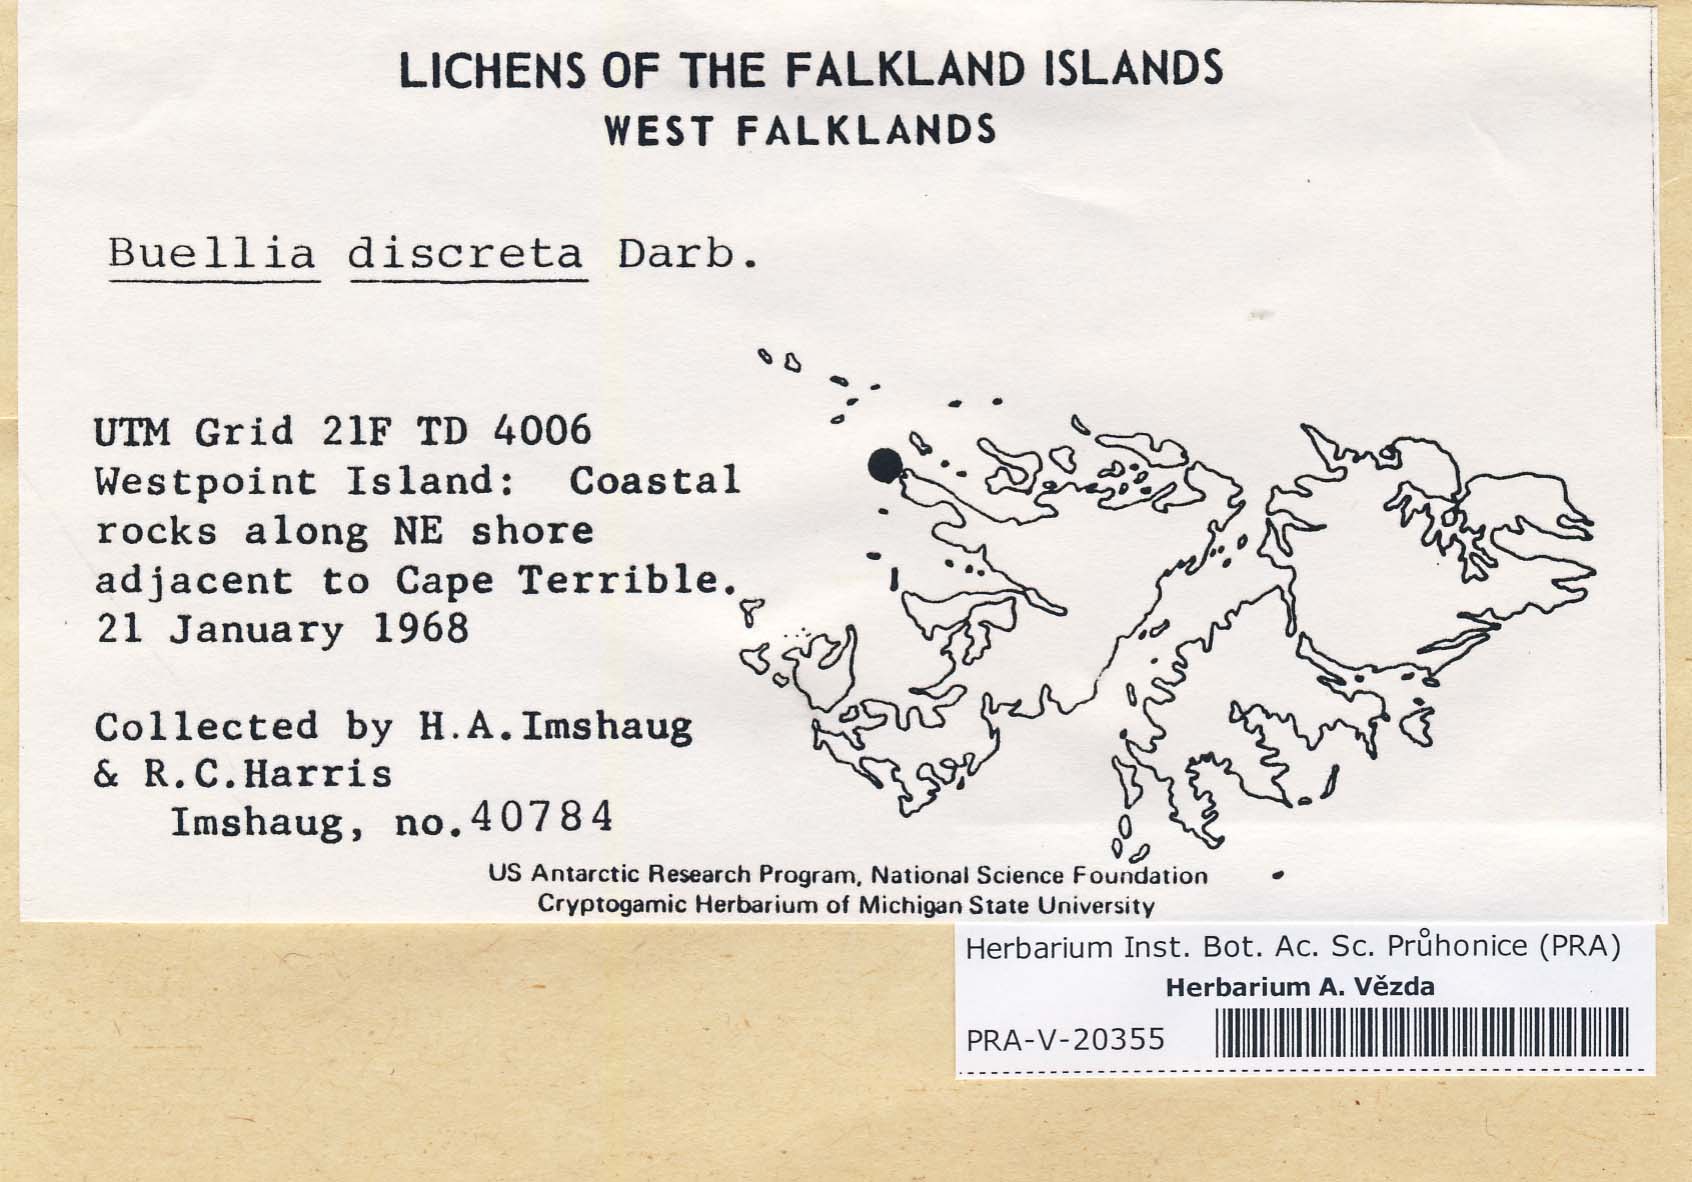 LICHENS OF THE FALKLAND ISLANDS
WEST FALKLANDS
Buellia discreta Darb.
UTM Grid 21F TD 4006
Westpoint Island: Coastal
rocks along NE shore
adjacent to Cape Terrible.
21 January 1968
Collected by H.A.Imshaug
& R.C.Harris
Imshaug, no.40784
US Antarctic Research Program, National Science Foundation
Cryptogamic Herbarium of Michigan State University
Herbarium Inst. Bot. Ac. Sc. Průhonice (PRA)
Herbarium A. Vězda
PRA-V-20355